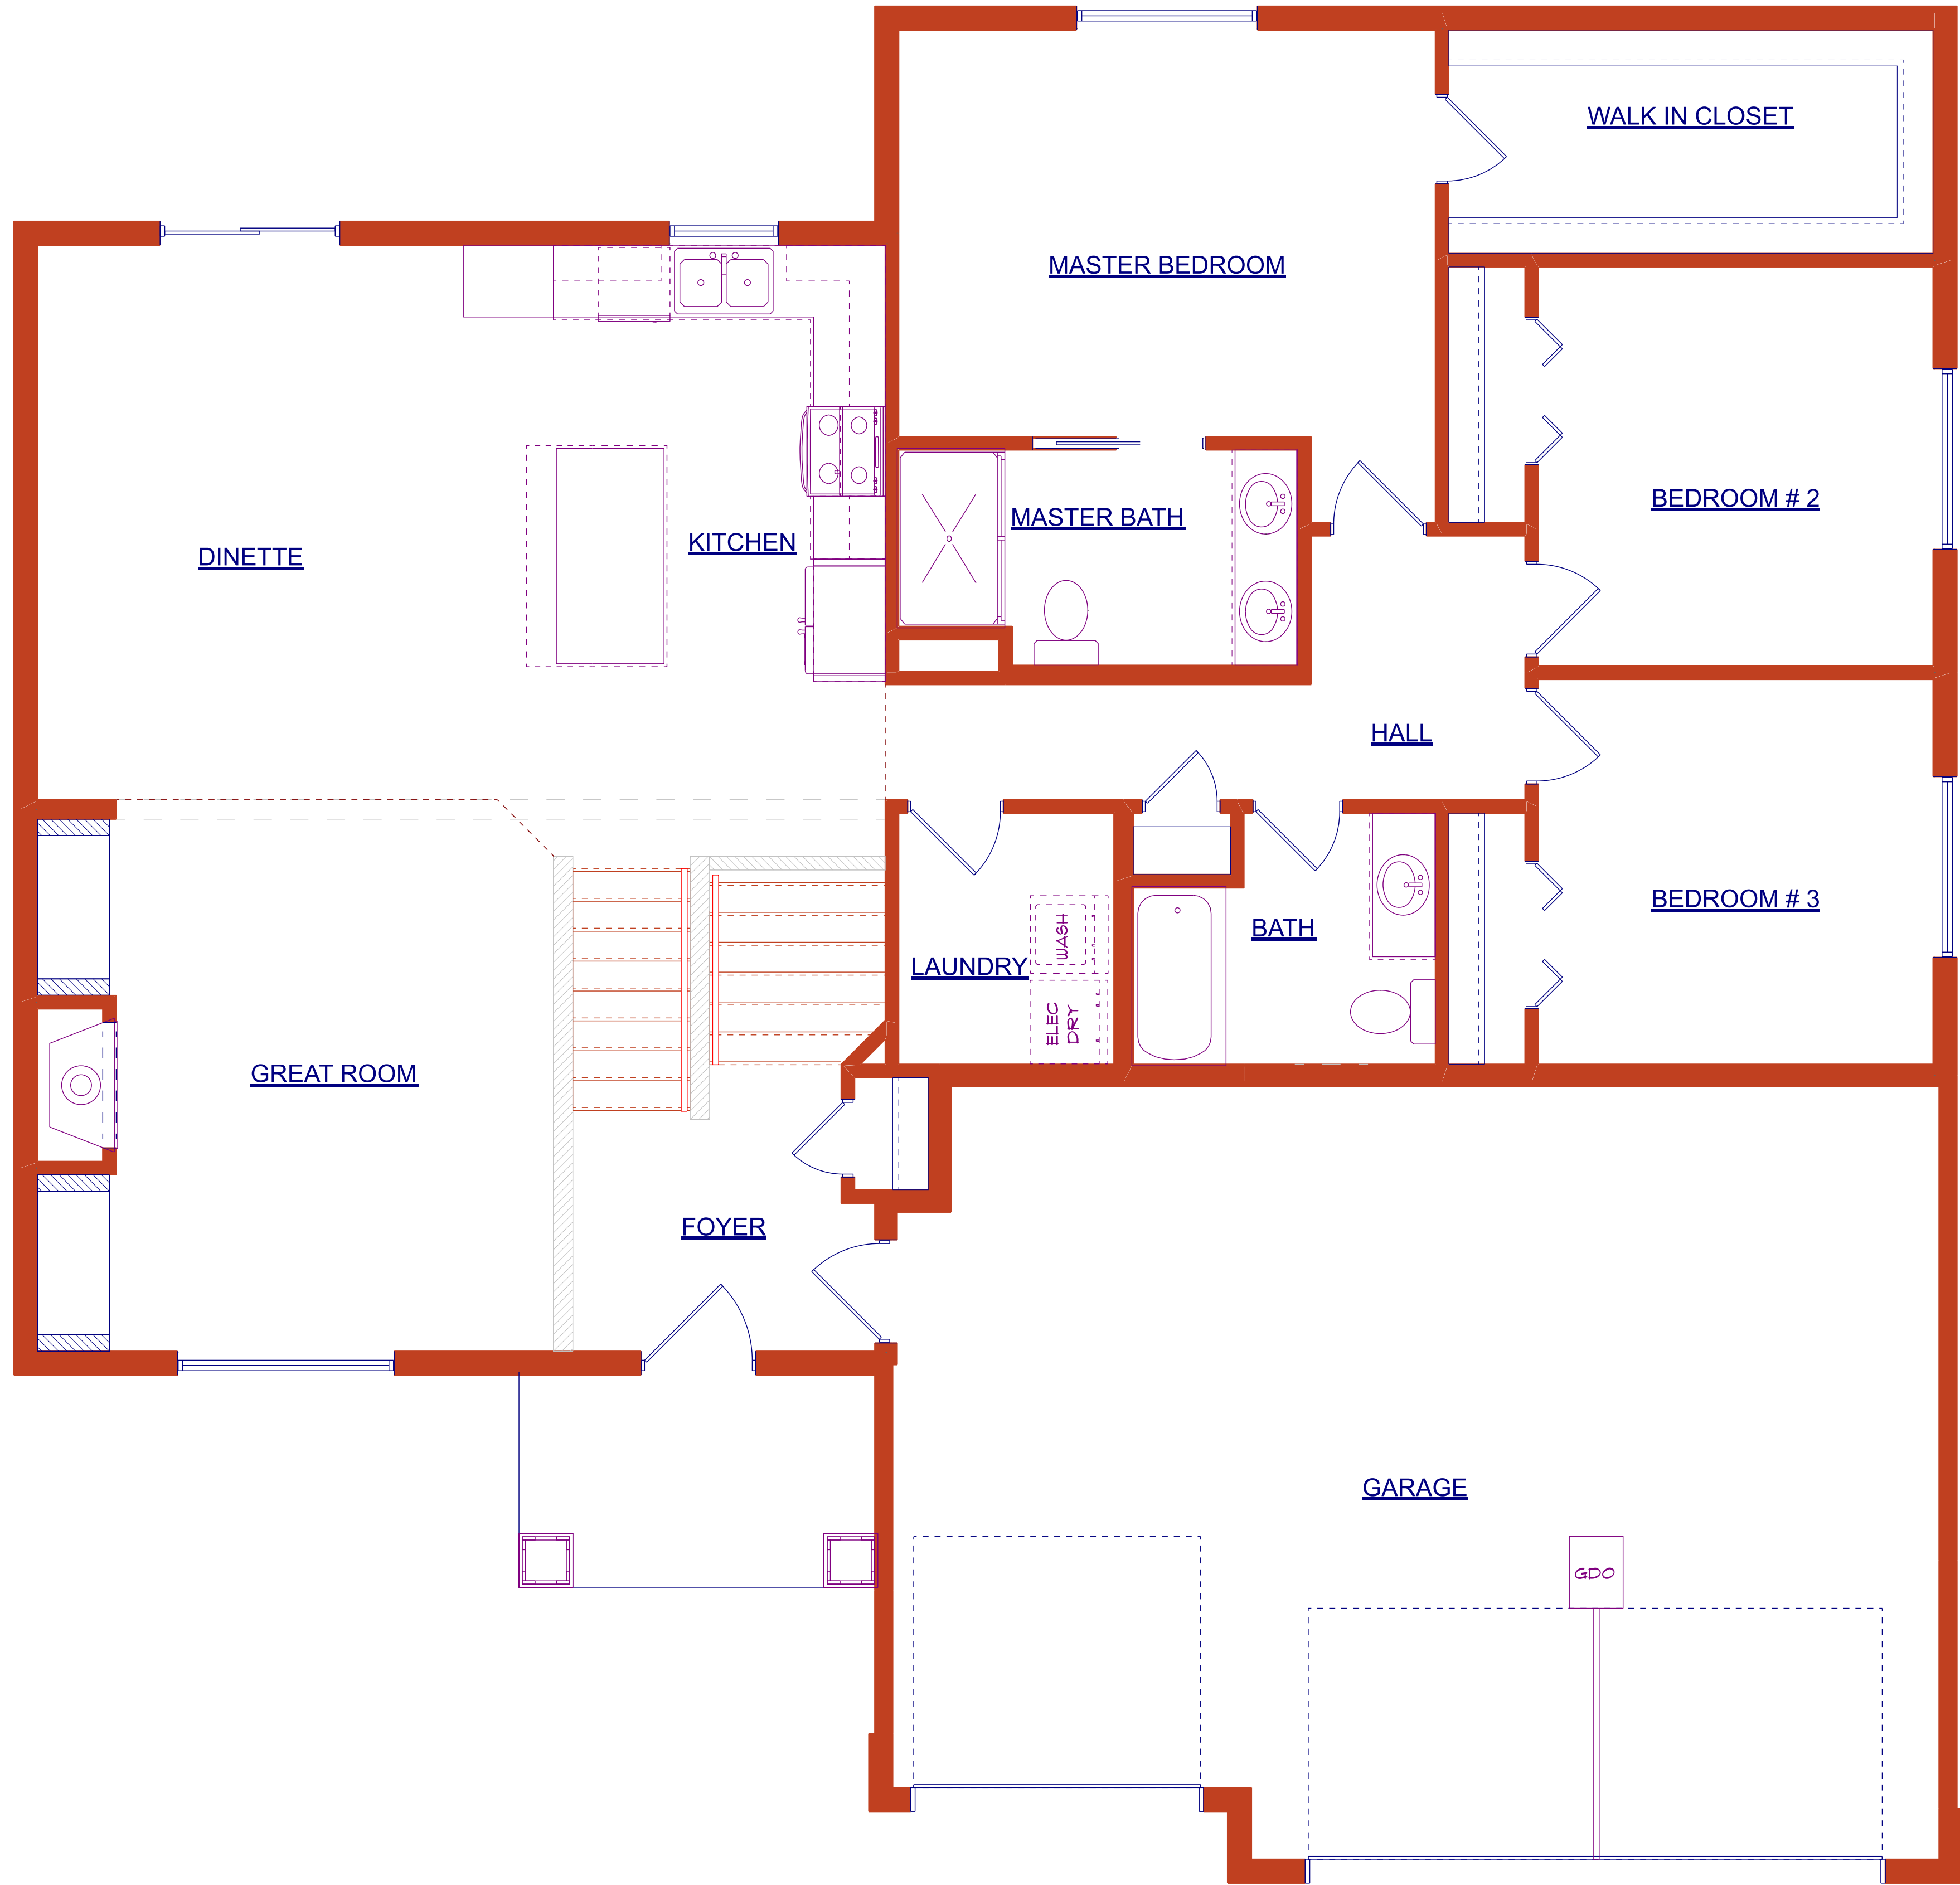 WALK IN CLOSET
MASTER BEDROOM
BEDROOM # 2
MASTER BATH
KITCHEN
DINETTE
HALL
BEDROOM # 3
BATH
WASH
LAUNDRY
ELEC
DRY
GREAT ROOM
FOYER
GARAGE
GDO